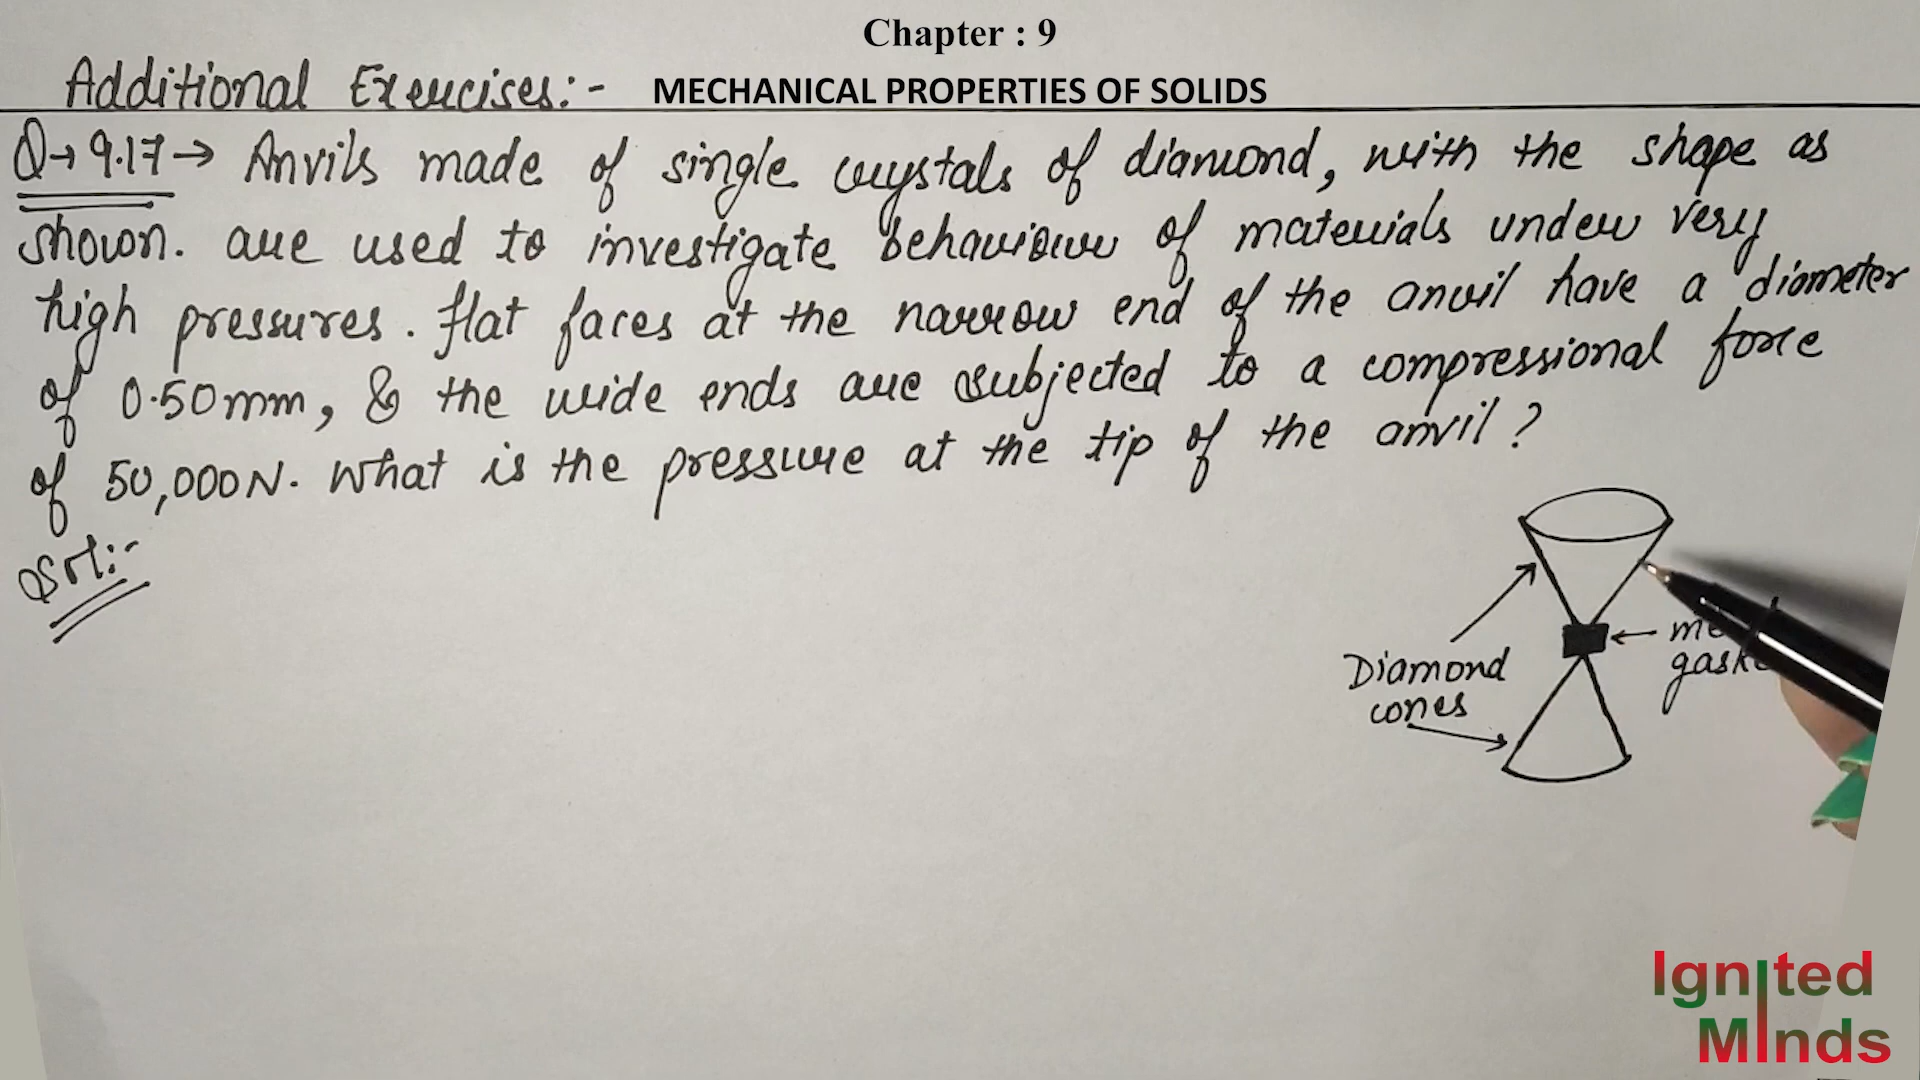 Chapter : 9
Additional Exercises:- MECHANICAL PROPERTIES OF SOLIDS
Q→9.17→ Anvils made of single crystals of diamond, with the shape as
shown. are used to investigate behaviour of materials under very
high pressures. flat faces at the narrow end of the anvil have a diameter
of 0.50mm, & the wide ends are subjected to a compressional force
of 50,000N. What is the pressure at the tip of the anvil?
Sol:-
Diamond
cones
Ignited
Minds